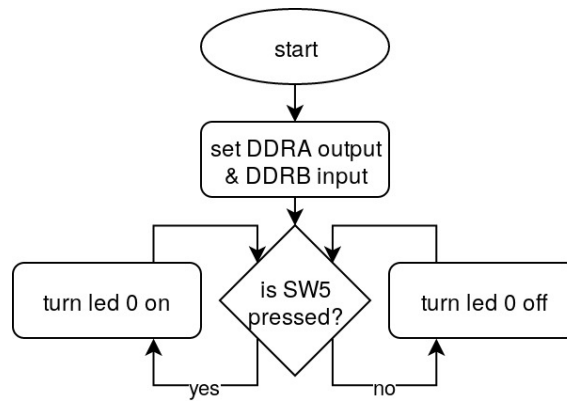 start
set DDRA output
& DDRB input
turn led 0 on
is SW5
pressed?
turn led 0 off
yes
no